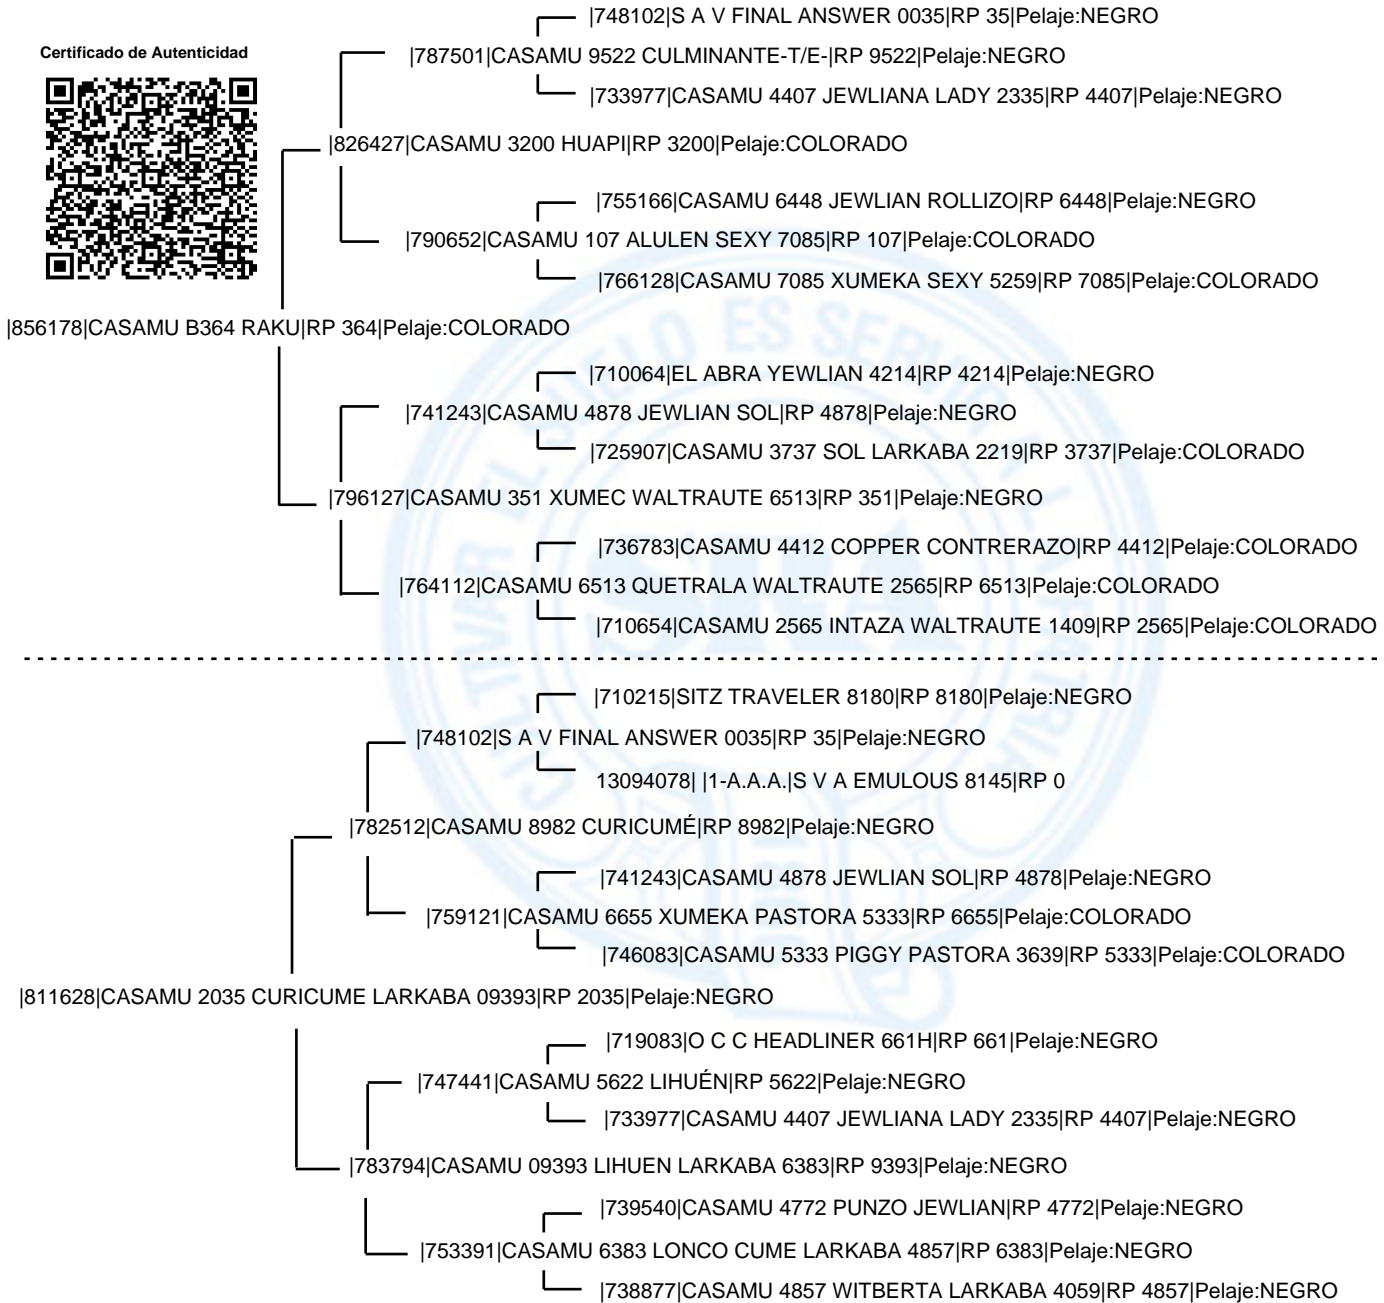 |748102|S A V FINAL ANSWER 0035|RP 35|Pelaje:NEGRO
Certificado de Autenticidad
|787501|CASAMU 9522 CULMINANTE-T/E-|RP 9522|Pelaje:NEGRO
|733977|CASAMU 4407 JEWLIANA LADY 2335|RP 4407|Pelaje:NEGRO
|826427|CASAMU 3200 HUAPI|RP 3200|Pelaje:COLORADO
|755166|CASAMU 6448 JEWLIAN ROLLIZO|RP 6448|Pelaje:NEGRO
|790652|CASAMU 107 ALULEN SEXY 7085|RP 107|Pelaje:COLORADO
|766128|CASAMU 7085 XUMEKA SEXY 5259|RP 7085|Pelaje:COLORADO
|856178|CASAMU B364 RAKU|RP 364|Pelaje:COLORADO
|710064|EL ABRA YEWLIAN 4214|RP 4214|Pelaje:NEGRO
|741243|CASAMU 4878 JEWLIAN SOL|RP 4878|Pelaje:NEGRO
|725907|CASAMU 3737 SOL LARKABA 2219|RP 3737|Pelaje:COLORADO
|796127|CASAMU 351 XUMEC WALTRAUTE 6513|RP 351|Pelaje:NEGRO
|736783|CASAMU 4412 COPPER CONTRERAZO|RP 4412|Pelaje:COLORADO
|764112|CASAMU 6513 QUETRALA WALTRAUTE 2565|RP 6513|Pelaje:COLORADO
|710654|CASAMU 2565 INTAZA WALTRAUTE 1409|RP 2565|Pelaje:COLORADO
|710215|SITZ TRAVELER 8180|RP 8180|Pelaje:NEGRO
|748102|S A V FINAL ANSWER 0035|RP 35|Pelaje:NEGRO
13094078| |1-A.A.A.|S V A EMULOUS 8145|RP 0
|782512|CASAMU 8982 CURICUMÉ|RP 8982|Pelaje:NEGRO
|741243|CASAMU 4878 JEWLIAN SOL|RP 4878|Pelaje:NEGRO
|759121|CASAMU 6655 XUMEKA PASTORA 5333|RP 6655|Pelaje:COLORADO
|746083|CASAMU 5333 PIGGY PASTORA 3639|RP 5333|Pelaje:COLORADO
|811628|CASAMU 2035 CURICUME LARKABA 09393|RP 2035|Pelaje:NEGRO
|719083|O C C HEADLINER 661H|RP 661|Pelaje:NEGRO
|747441|CASAMU 5622 LIHUÉN|RP 5622|Pelaje:NEGRO
|733977|CASAMU 4407 JEWLIANA LADY 2335|RP 4407|Pelaje:NEGRO
|783794|CASAMU 09393 LIHUEN LARKABA 6383|RP 9393|Pelaje:NEGRO
|739540|CASAMU 4772 PUNZO JEWLIAN|RP 4772|Pelaje:NEGRO
|753391|CASAMU 6383 LONCO CUME LARKABA 4857|RP 6383|Pelaje:NEGRO
|738877|CASAMU 4857 WITBERTA LARKABA 4059|RP 4857|Pelaje:NEGRO
CULTIVAR EL SUELO ES SERVIR A LA PATRIA
SRA
1866